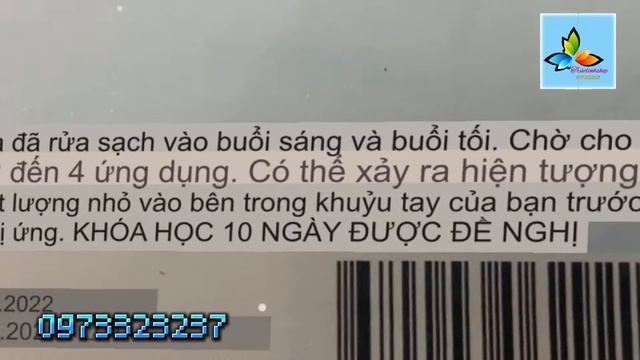 đã rửa sạch vào buổi sáng và buổi tối. Chờ cho
đến 4 ứng dụng. Có thể xảy ra hiện tượng
lượng nhỏ vào bên trong khuỷu tay của bạn trước
ứng. KHÓA HỌC 10 NGÀY ĐƯỢC ĐỀ NGHỊ
.2022
0973323237